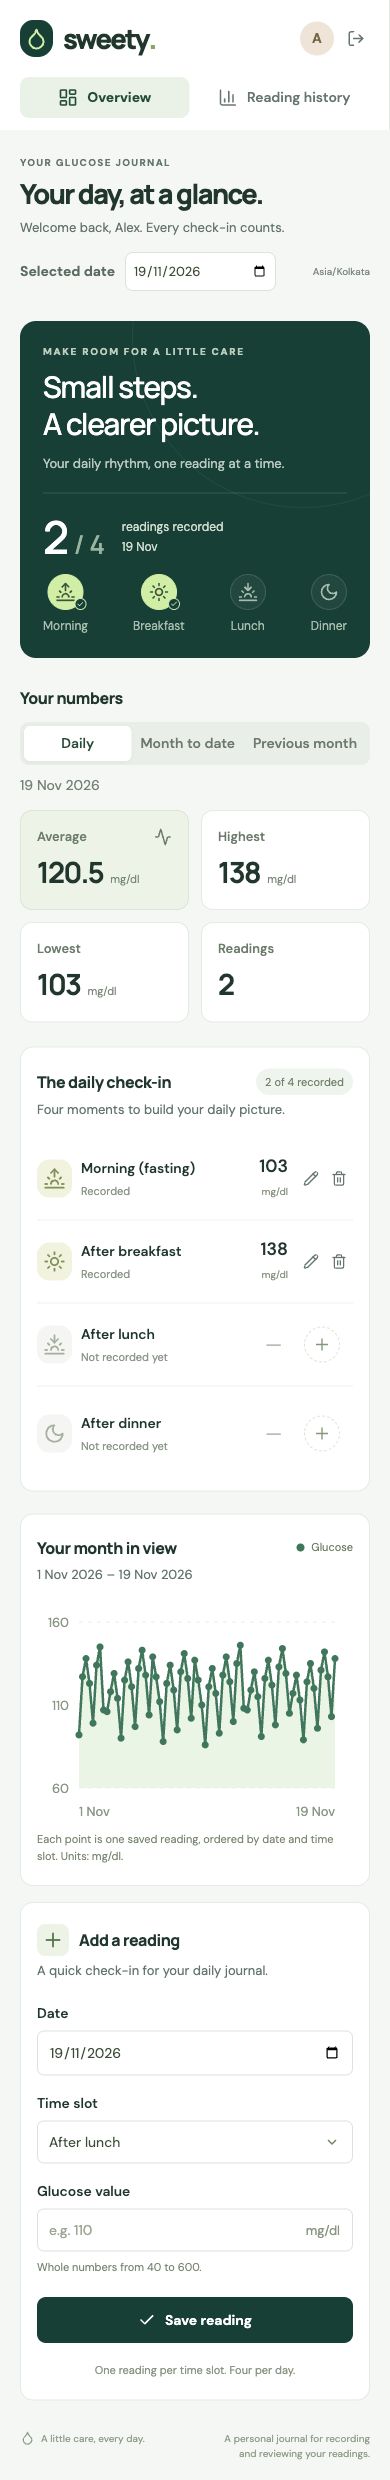 sweety.
A
Overview
Reading history
YOUR GLUCOSE JOURNAL
Your day, at a glance.
Welcome back, Alex. Every check-in counts.
Selected date 19/11/2026 Asia/Kolkata
MAKE ROOM FOR A LITTLE CARE
Small steps.
A clearer picture.
Your daily rhythm, one reading at a time.
2 / 4
readings recorded
19 Nov
Morning Breakfast Lunch Dinner
Your numbers
Daily Month to date Previous month
19 Nov 2026
Average
120.5 mg/dl
Highest
138 mg/dl
Lowest
103 mg/dl
Readings
2
The daily check-in
2 of 4 recorded
Four moments to build your daily picture.
Morning (fasting)
Recorded
103
mg/dl
After breakfast
Recorded
138
mg/dl
After lunch
Not recorded yet
—
After dinner
Not recorded yet
—
Your month in view
Glucose
1 Nov 2026 – 19 Nov 2026
160
110
60
1 Nov 19 Nov
Each point is one saved reading, ordered by date and time
slot. Units: mg/dl.
Add a reading
A quick check-in for your daily journal.
Date
19/11/2026
Time slot
After lunch
Glucose value
e.g. 110 mg/dl
Whole numbers from 40 to 600.
Save reading
One reading per time slot. Four per day.
A little care, every day.
A personal journal for recording
and reviewing your readings.